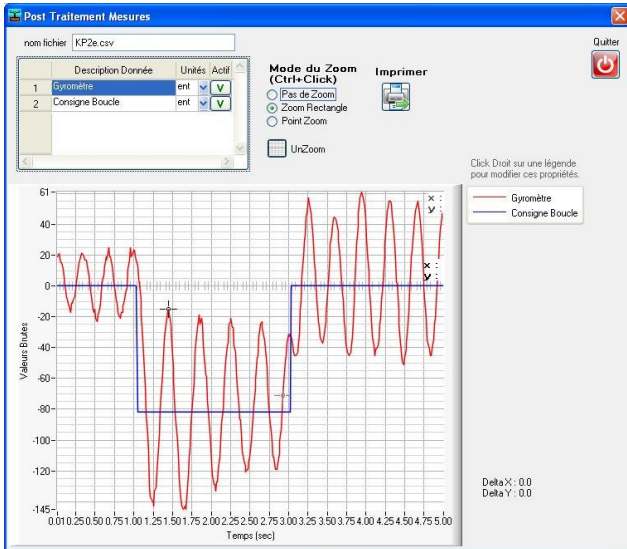 Post Traitement Mesures
nom fichier KP2e.csv
Quitter
Description Donnée Unités Actif
1 Gyromètre ent V
2 Consigne Boucle ent V
Mode du Zoom
(Ctrl+Click)
Pas de Zoom
Zoom Rectangle
Point Zoom
UnZoom
Imprimer
Click Droit sur une légende
pour modifier ces propriétés.
Gyromètre
Consigne Boucle
x :
y :
x :
y :
61
40
20
0
-20
-40
-60
-80
-100
-120
-145
Valeurs Brutes
0.01 0.25 0.50 0.75 1.00 1.25 1.50 1.75 2.00 2.25 2.50 2.75 3.00 3.25 3.50 3.75 4.00 4.25 4.50 4.75 5.00
Temps (sec)
Delta X : 0.0
Delta Y : 0.0